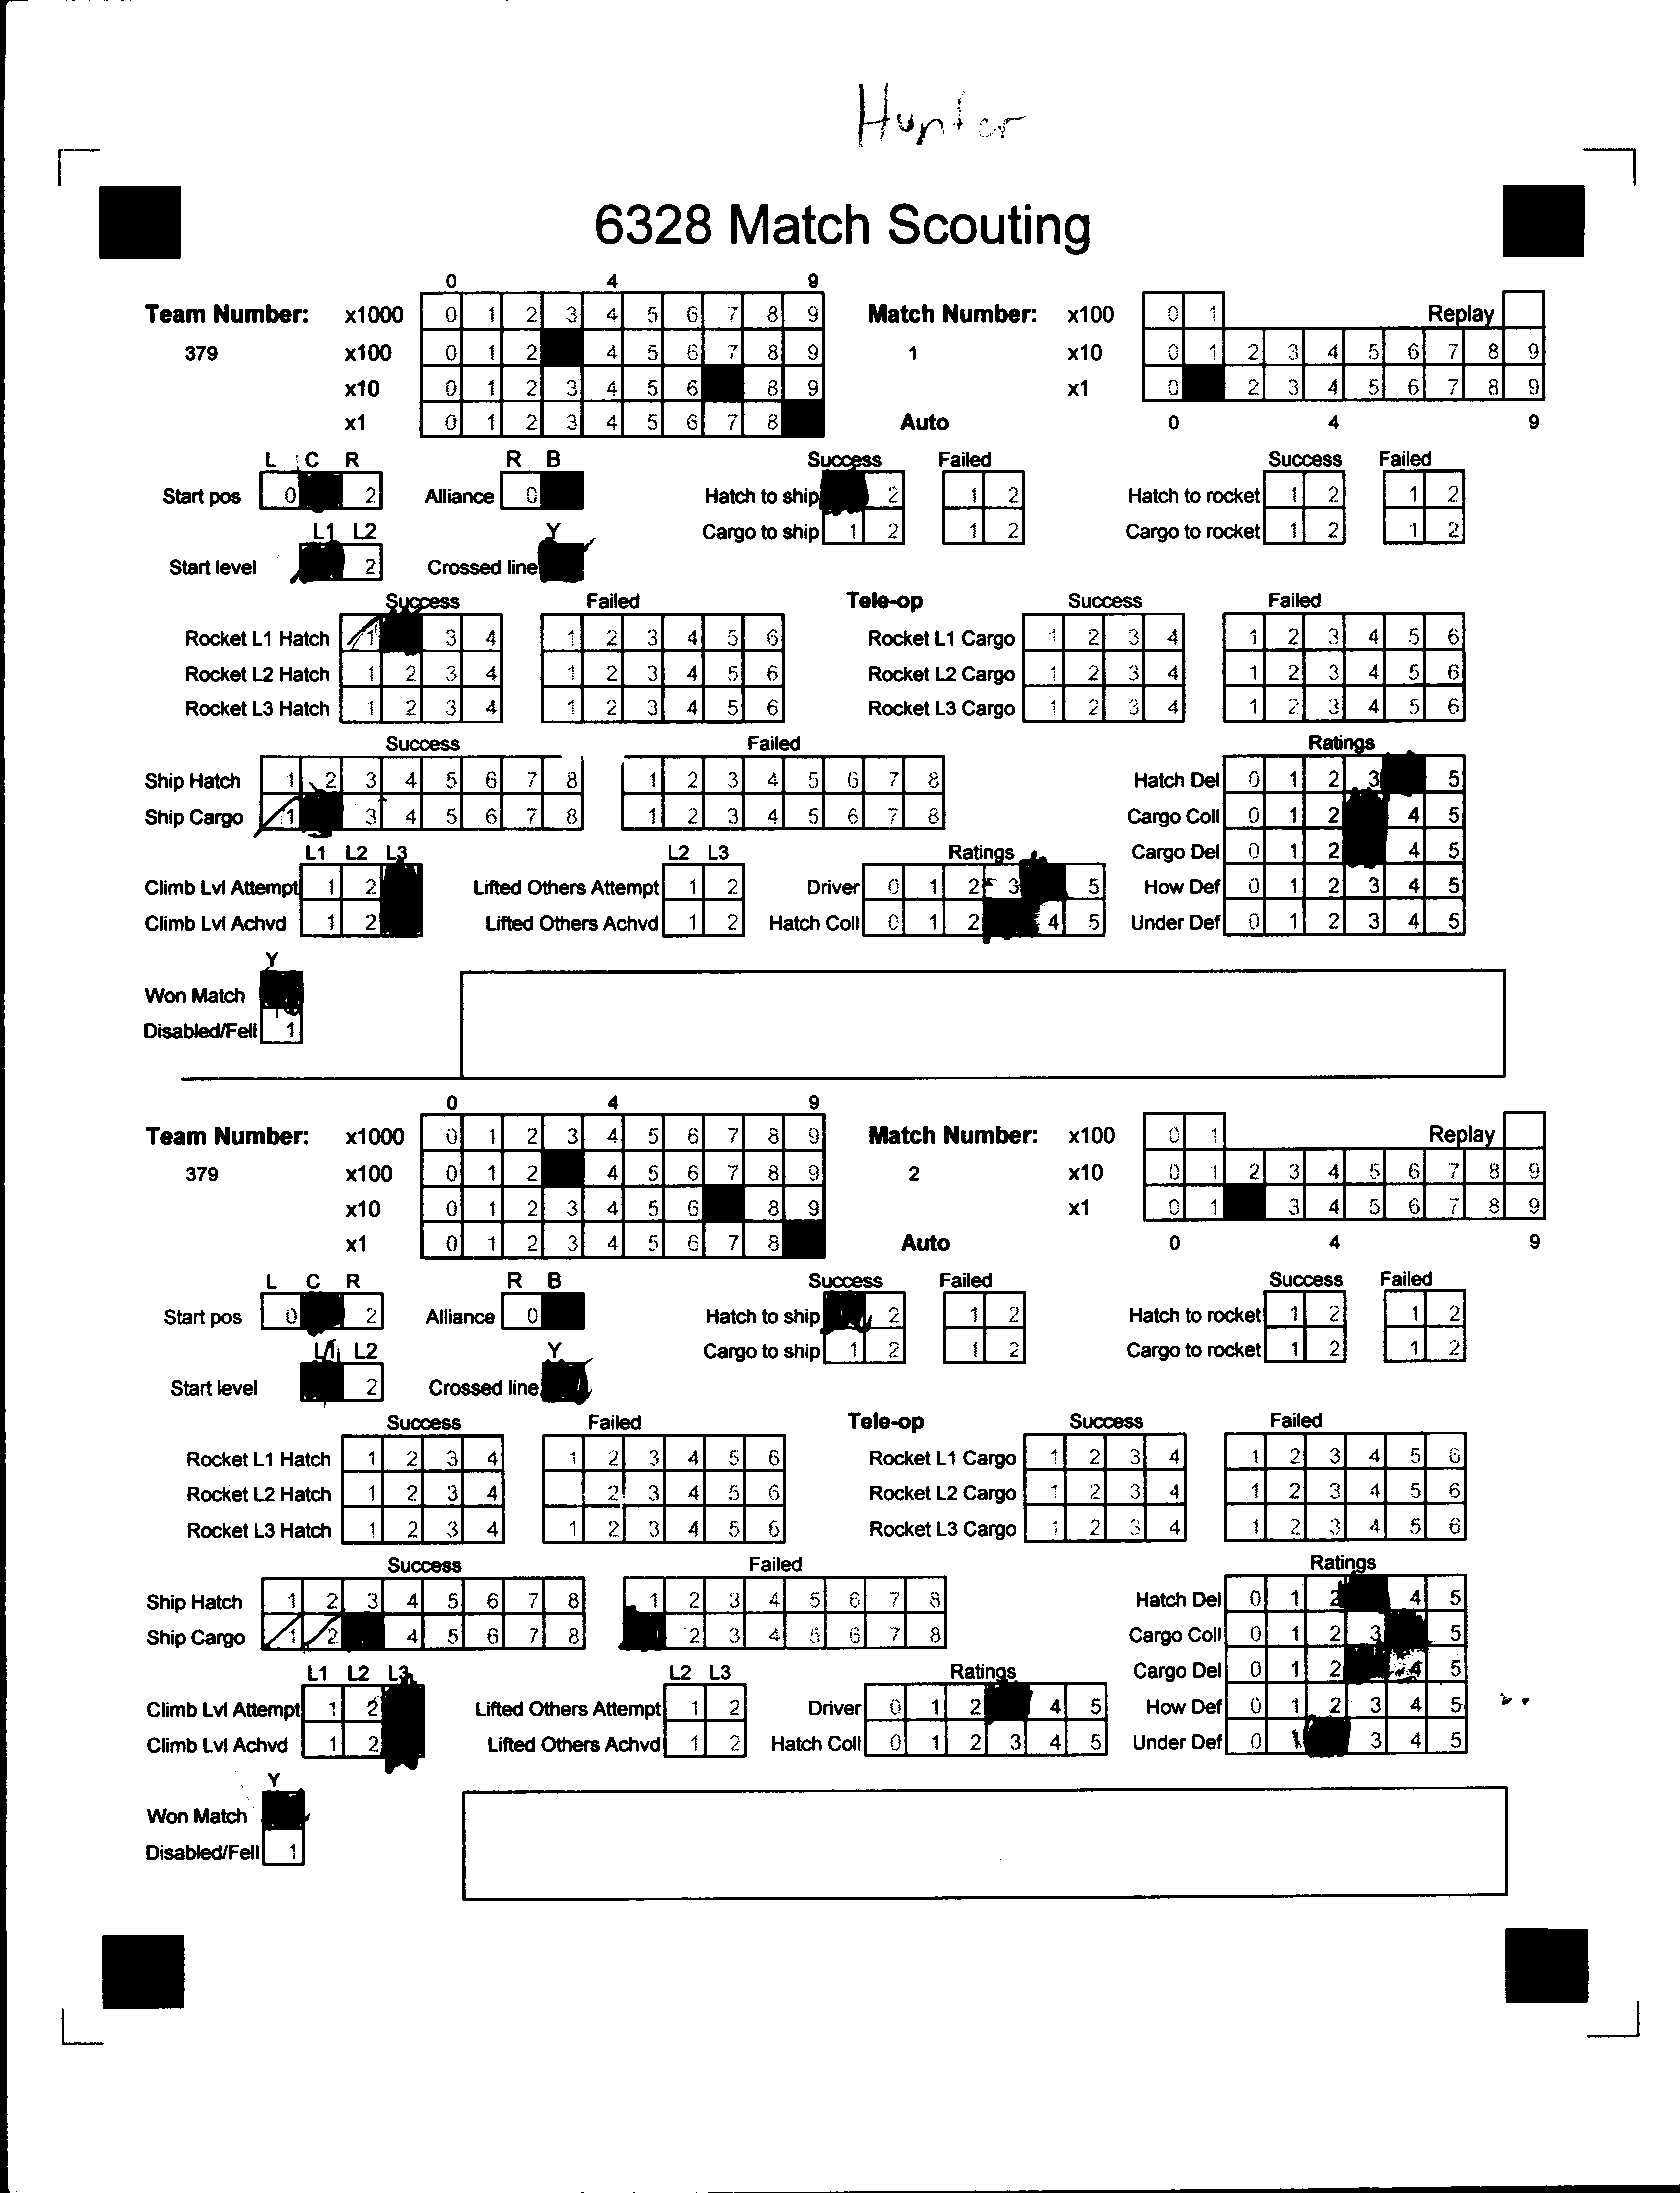 Hunter
6328 Match Scouting
0 4 9
Team Number: x1000 0 1 2 3 4 5 6 7 8 9 Match Number: x100 0 1 Replay
379 x100 0 1 2 4 5 6 7 8 9 1 x10 0 1 2 3 4 5 6 7 8 9
x10 0 1 2 3 4 5 6 8 9 x1 0 2 3 4 5 6 7 8 9
x1 0 1 2 3 4 5 6 7 8 Auto 0 4 9
L C R R B Success Failed Success Failed
Start pos 0 2 Alliance 0 Hatch to ship 2 1 2 Hatch to rocket 1 2 1 2
L1 L2 Y Cargo to ship 1 2 1 2 Cargo to rocket 1 2 1 2
Start level 2 Crossed line
Success Failed Tele-op Success Failed
Rocket L1 Hatch 1 3 4 1 2 3 4 5 6 Rocket L1 Cargo 1 2 3 4 1 2 3 4 5 6
Rocket L2 Hatch 1 2 3 4 1 2 3 4 5 6 Rocket L2 Cargo 1 2 3 4 1 2 3 4 5 6
Rocket L3 Hatch 1 2 3 4 1 2 3 4 5 6 Rocket L3 Cargo 1 2 3 4 1 2 3 4 5 6
Success Failed Ratings
Ship Hatch 1 2 3 4 5 6 7 8 1 2 3 4 5 6 7 8 Hatch Del 0 1 2 3 5
Ship Cargo 1 3 4 5 6 7 8 1 2 3 4 5 6 7 8 Cargo Coll 0 1 2 4 5
L1 L2 L3 L2 L3 Ratings Cargo Del 0 1 2 4 5
Climb Lvl Attempt 1 2 Lifted Others Attempt 1 2 Driver 0 1 2 3 5 How Def 0 1 2 3 4 5
Climb Lvl Achvd 1 2 Lifted Others Achvd 1 2 Hatch Coll 0 1 2 4 5 Under Def 0 1 2 3 4 5
Y
Won Match
Disabled/Fell 1
0 4 9
Team Number: x1000 0 1 2 3 4 5 6 7 8 9 Match Number: x100 0 1 Replay
379 x100 0 1 2 4 5 6 7 8 9 2 x10 0 1 2 3 4 5 6 7 8 9
x10 0 1 2 3 4 5 6 8 9 x1 0 1 3 4 5 6 7 8 9
x1 0 1 2 3 4 5 6 7 8 Auto 0 4 9
L C R R B Success Failed Success Failed
Start pos 0 2 Alliance 0 Hatch to ship 2 1 2 Hatch to rocket 1 2 1 2
L1 L2 Y Cargo to ship 1 2 1 2 Cargo to rocket 1 2 1 2
Start level 2 Crossed line
Success Failed Tele-op Success Failed
Rocket L1 Hatch 1 2 3 4 1 2 3 4 5 6 Rocket L1 Cargo 1 2 3 4 1 2 3 4 5 6
Rocket L2 Hatch 1 2 3 4 2 3 4 5 6 Rocket L2 Cargo 1 2 3 4 1 2 3 4 5 6
Rocket L3 Hatch 1 2 3 4 1 2 3 4 5 6 Rocket L3 Cargo 1 2 3 4 1 2 3 4 5 6
Success Failed Ratings
Ship Hatch 1 2 3 4 5 6 7 8 1 2 3 4 5 6 7 8 Hatch Del 0 1 2 4 5
Ship Cargo 1 2 4 5 6 7 8 2 3 4 5 6 7 8 Cargo Coll 0 1 2 3 5
L1 L2 L3 L2 L3 Ratings Cargo Del 0 1 2 4 5
Climb Lvl Attempt 1 2 Lifted Others Attempt 1 2 Driver 0 1 2 4 5 How Def 0 1 2 3 4 5
Climb Lvl Achvd 1 2 Lifted Others Achvd 1 2 Hatch Coll 0 1 2 3 4 5 Under Def 0 1 3 4 5
Y
Won Match
Disabled/Fell 1